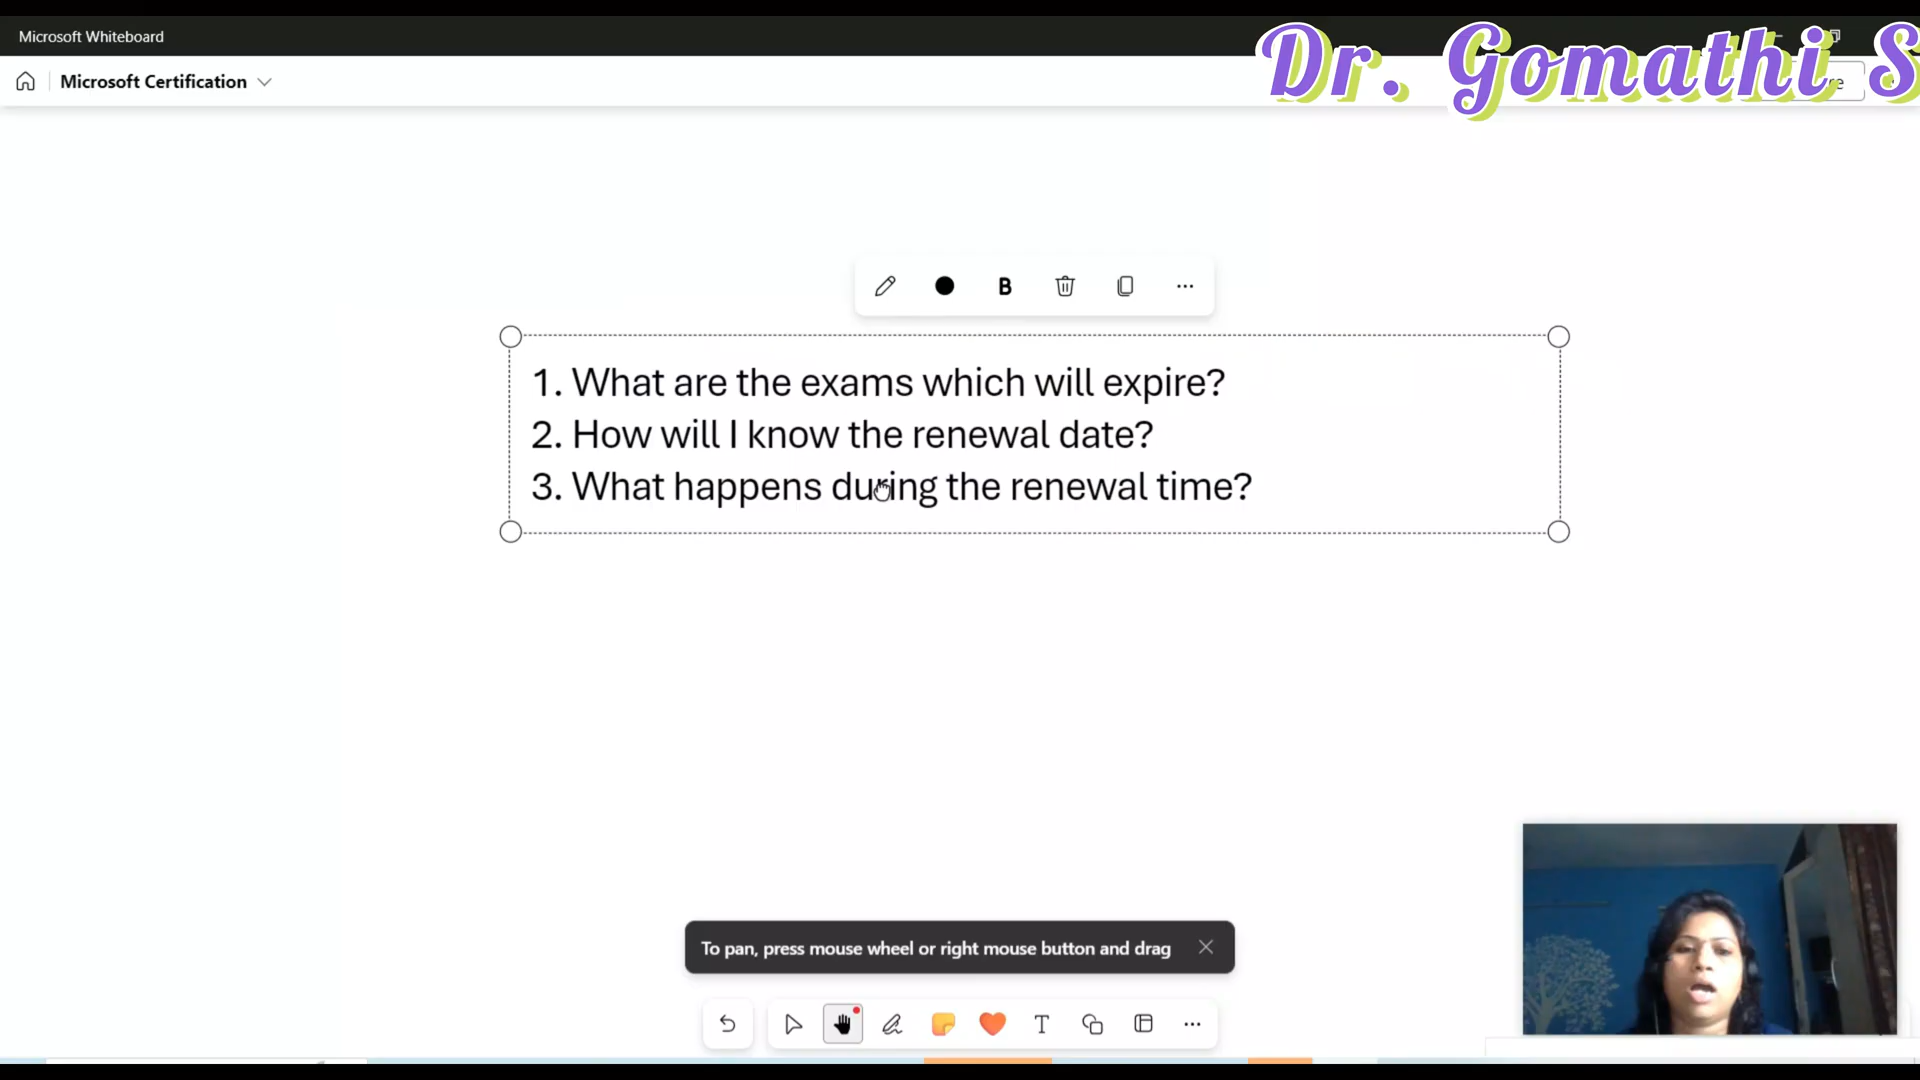 Microsoft Whiteboard
Dr. Gomathi S
Microsoft Certification
B
1. What are the exams which will expire?
2. How will I know the renewal date?
3. What happens during the renewal time?
To pan, press mouse wheel or right mouse button and drag
T